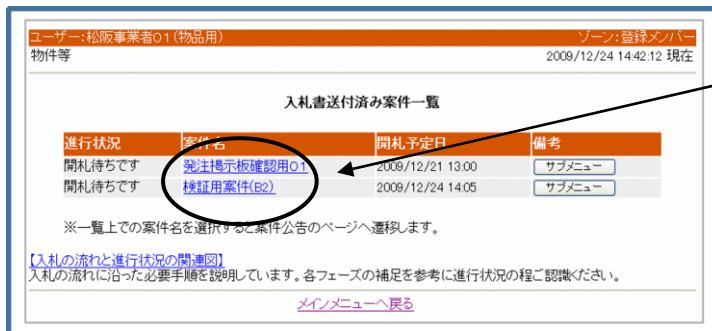 ユーザー:松阪事業者01(物品用) ゾーン:登録メンバー
物件等 2009/12/24 14:42:12 現在
入札書送付済み案件一覧
進行状況 案件名 開札予定日 備考
開札待ちです 発注掲示板確認用01 2009/12/21 13:00 サブメニュー
開札待ちです 検証用案件(B2) 2009/12/24 14:05 サブメニュー
※一覧上での案件名を選択すると案件公告のページへ遷移します。
【入札の流れと進行状況の関連図】
入札の流れに沿った必要手順を説明しています。各フェーズの補足を参考に進行状況の程ご認識ください。
メインメニューへ戻る